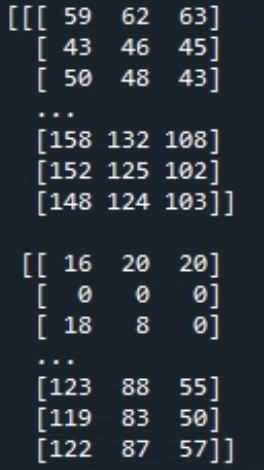 [[[ 59 62 63]
[ 43 46 45]
[ 50 48 43]
...
[158 132 108]
[152 125 102]
[148 124 103]]
[[ 16 20 20]
[ 0 0 0]
[ 18 8 0]
...
[123 88 55]
[119 83 50]
[122 87 57]]